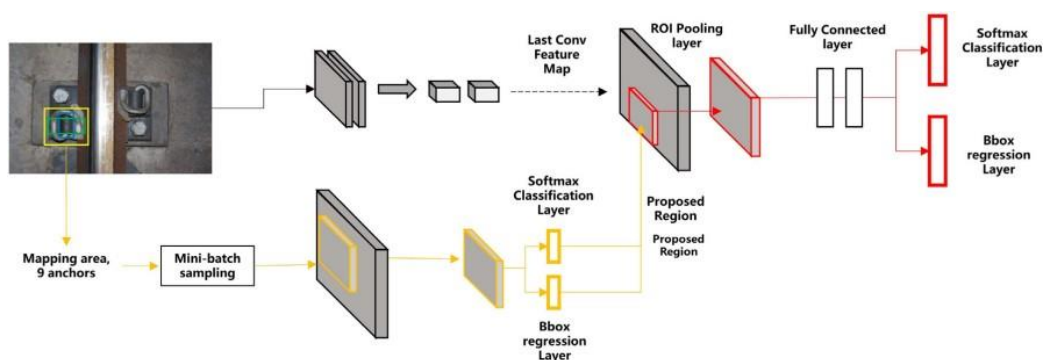 Last Conv
Feature
Map
ROI Pooling
layer
Fully Connected
layer
Softmax
Classification
Layer
Bbox
regression
Layer
Mapping area,
9 anchors
Mini-batch
sampling
Softmax
Classification
Layer
Bbox
regression
Layer
Proposed
Region
Proposed
Region